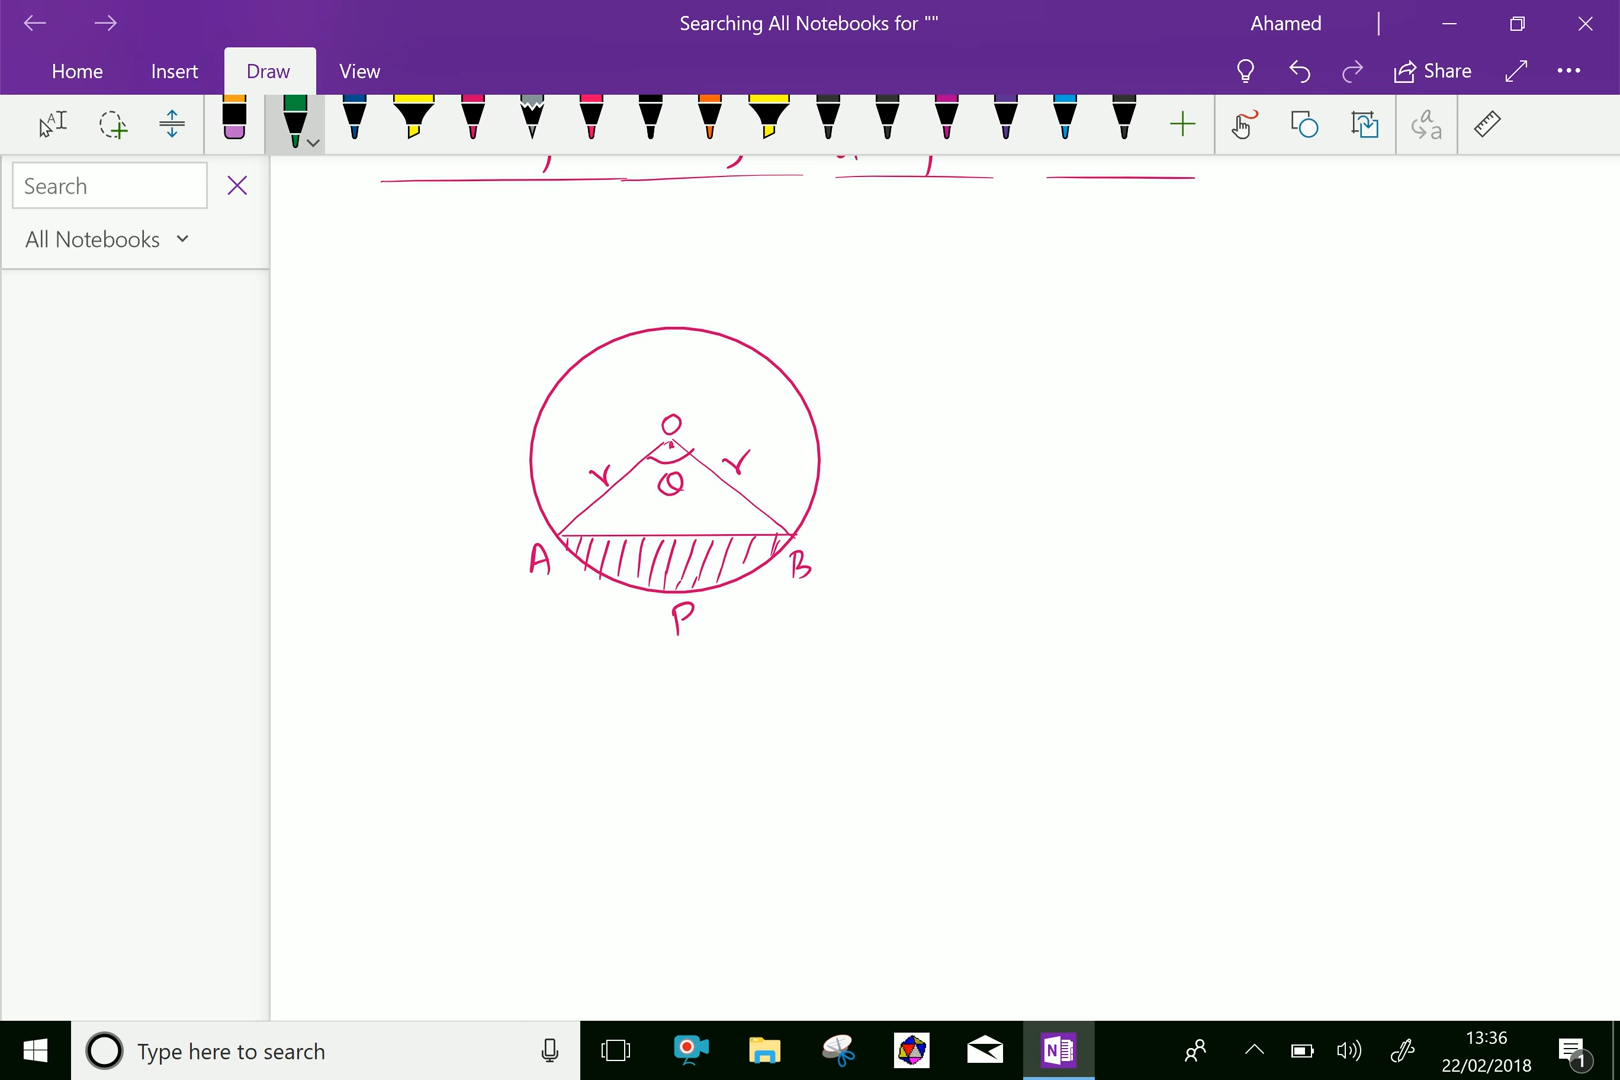 Searching All Notebooks for ""
Ahamed
Home Insert Draw View
Share
Search
All Notebooks
O
r r
θ
A B
P
Type here to search
13:36
22/02/2018
1